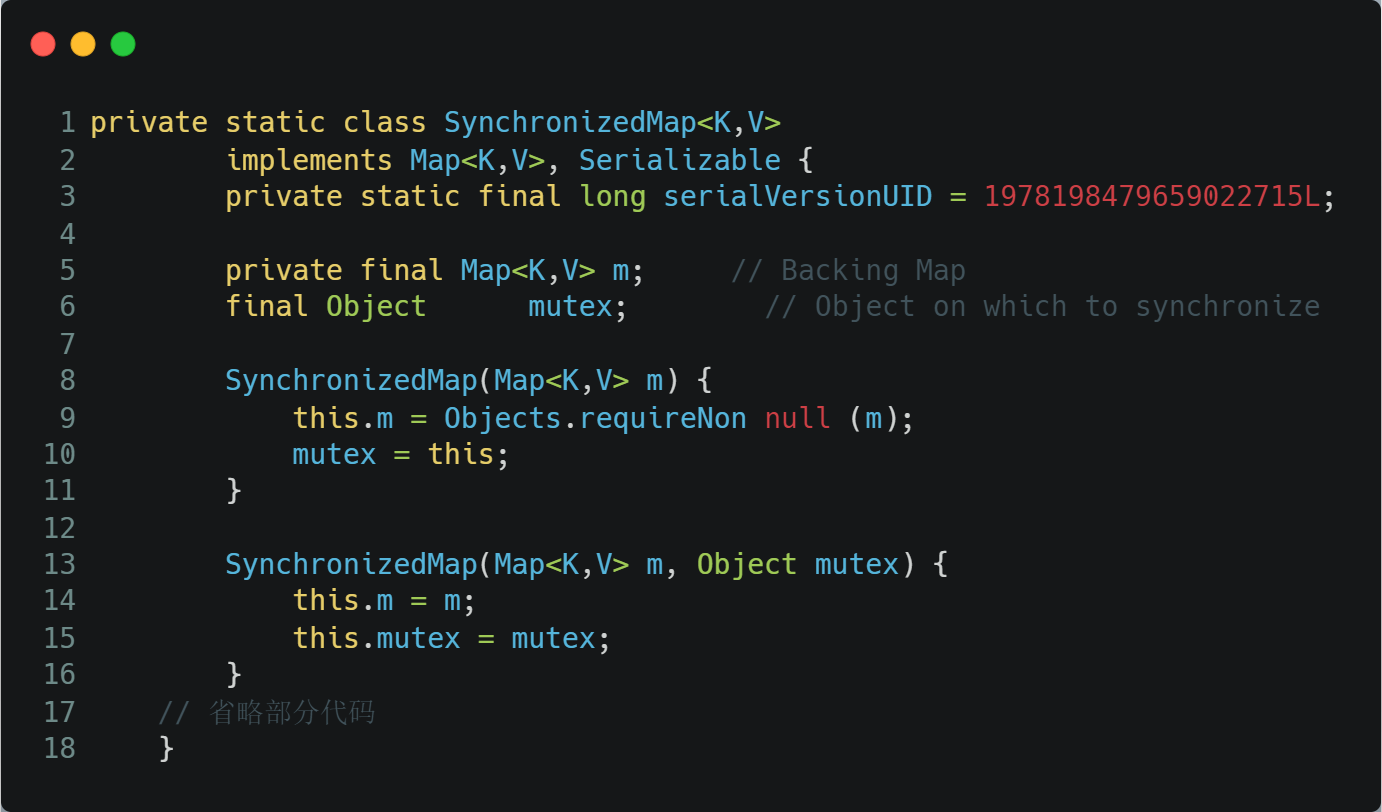 1 private static class SynchronizedMap<K,V>
2         implements Map<K,V>, Serializable {
3         private static final long serialVersionUID = 1978198479659022715L;
4
5         private final Map<K,V> m;     // Backing Map
6         final Object      mutex;        // Object on which to synchronize
7
8         SynchronizedMap(Map<K,V> m) {
9             this.m = Objects.requireNon null (m);
10             mutex = this;
11         }
12
13         SynchronizedMap(Map<K,V> m, Object mutex) {
14             this.m = m;
15             this.mutex = mutex;
16         }
17     // 省略部分代码
18     }